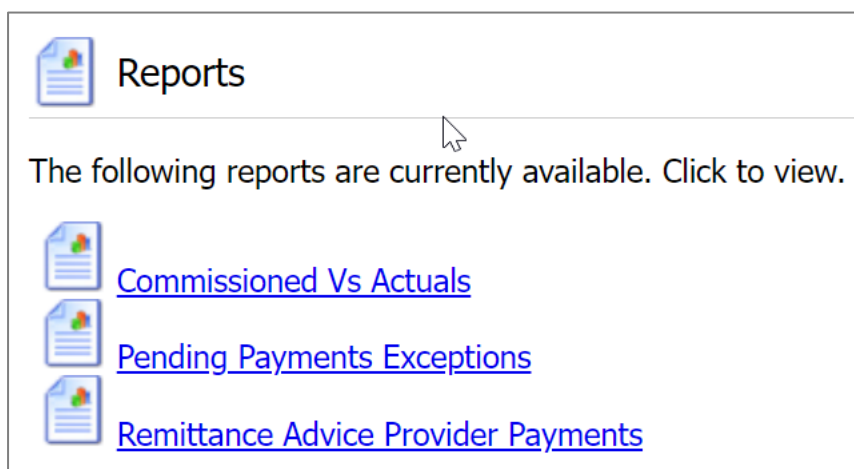 Reports
The following reports are currently available. Click to view.
Commissioned Vs Actuals
Pending Payments Exceptions
Remittance Advice Provider Payments